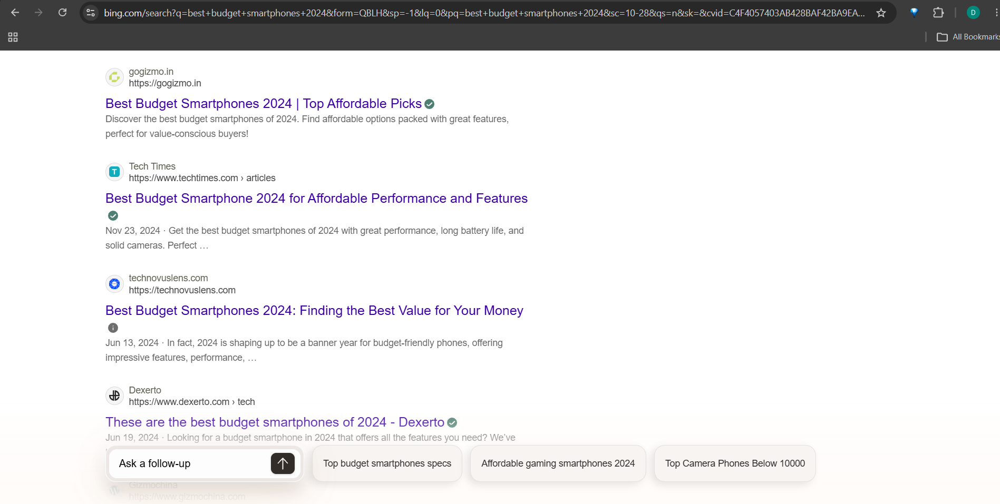 bing.com/search?q=best+budget+smartphones+2024&form=QBLH&sp=-1&lq=0&pq=best+budget+smartphones+2024&sc=10-28&qs=n&sk=&cvid=C4F4057403AB428BAF42BA9EA...
D
All Bookmarks
gogizmo.in
https://gogizmo.in
Best Budget Smartphones 2024 | Top Affordable Picks
Discover the best budget smartphones of 2024. Find affordable options packed with great features,
perfect for value-conscious buyers!
T
Tech Times
https://www.techtimes.com › articles
Best Budget Smartphone 2024 for Affordable Performance and Features
Nov 23, 2024 · Get the best budget smartphones of 2024 with great performance, long battery life, and
solid cameras. Perfect …
technovuslens.com
https://technovuslens.com
Best Budget Smartphones 2024: Finding the Best Value for Your Money
Jun 13, 2024 · In fact, 2024 is shaping up to be a banner year for budget-friendly phones, offering
impressive features, performance, …
Dexerto
https://www.dexerto.com › tech
These are the best budget smartphones of 2024 - Dexerto
Jun 19, 2024 · Looking for a budget smartphone in 2024 that offers all the features you need? We've
Ask a follow-up
Top budget smartphones specs
Affordable gaming smartphones 2024
Top Camera Phones Below 10000
Gizmochina
https://www.gizmochina.com